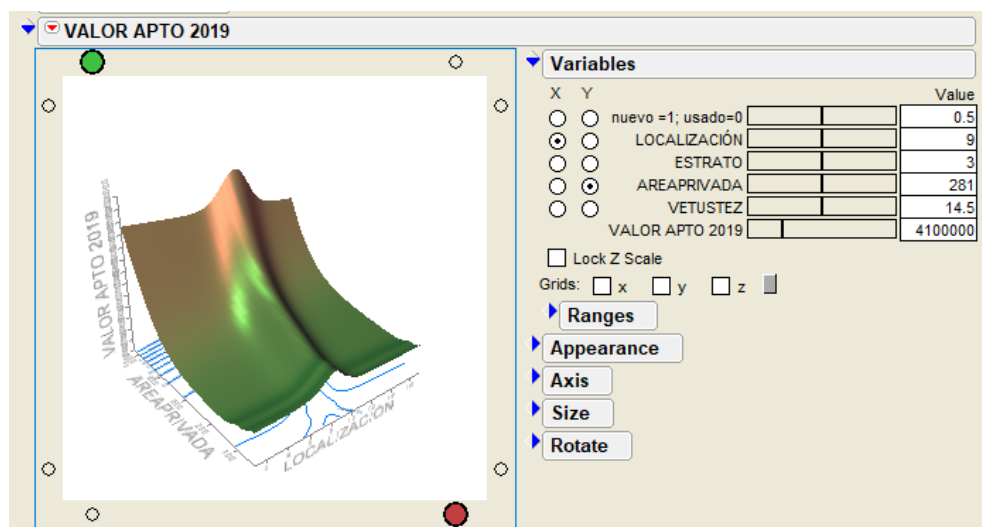 VALOR APTO 2019
Variables
X Y Value
nuevo =1; usado=0 0.5
LOCALIZACIÓN 9
ESTRATO 3
AREAPRIVADA 281
VETUSTEZ 14.5
VALOR APTO 2019 4100000
Lock Z Scale
Grids: x y z
Ranges
Appearance
Axis
Size
Rotate
VALOR APTO 2019
AREAPRIVADA
LOCALIZACIÓN